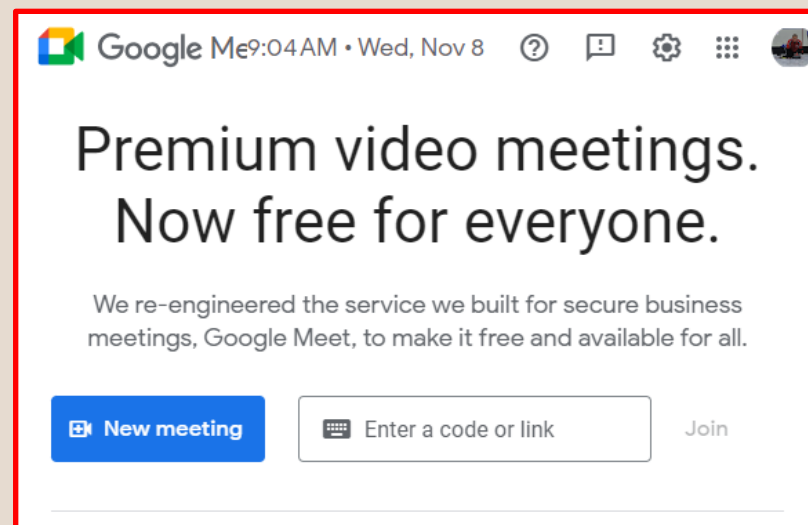 Google Me9:04 AM • Wed, Nov 8
Premium video meetings.
Now free for everyone.
We re-engineered the service we built for secure business
meetings, Google Meet, to make it free and available for all.
New meeting Enter a code or link Join